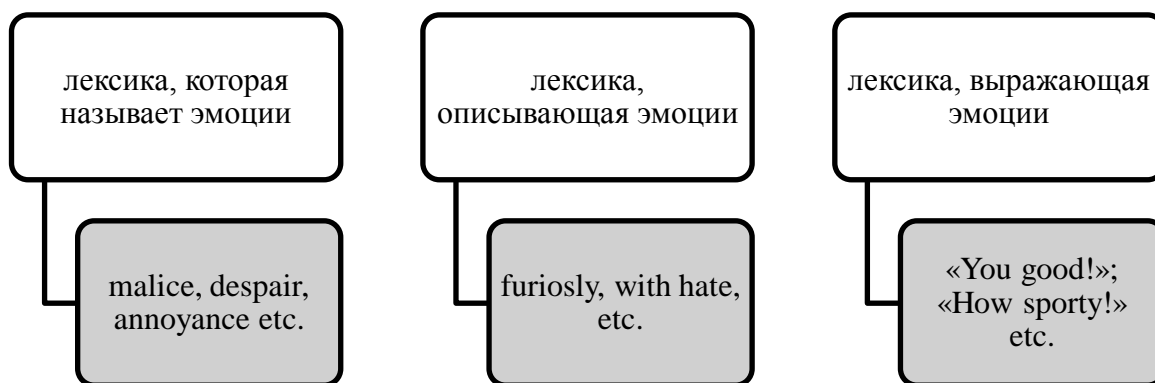 лексика, которая
называет эмоции
лексика,
описывающая эмоции
лексика, выражающая
эмоции
malice, despair,
annoyance etc.
furiosly, with hate,
etc.
«You good!»;
«How sporty!»
etc.